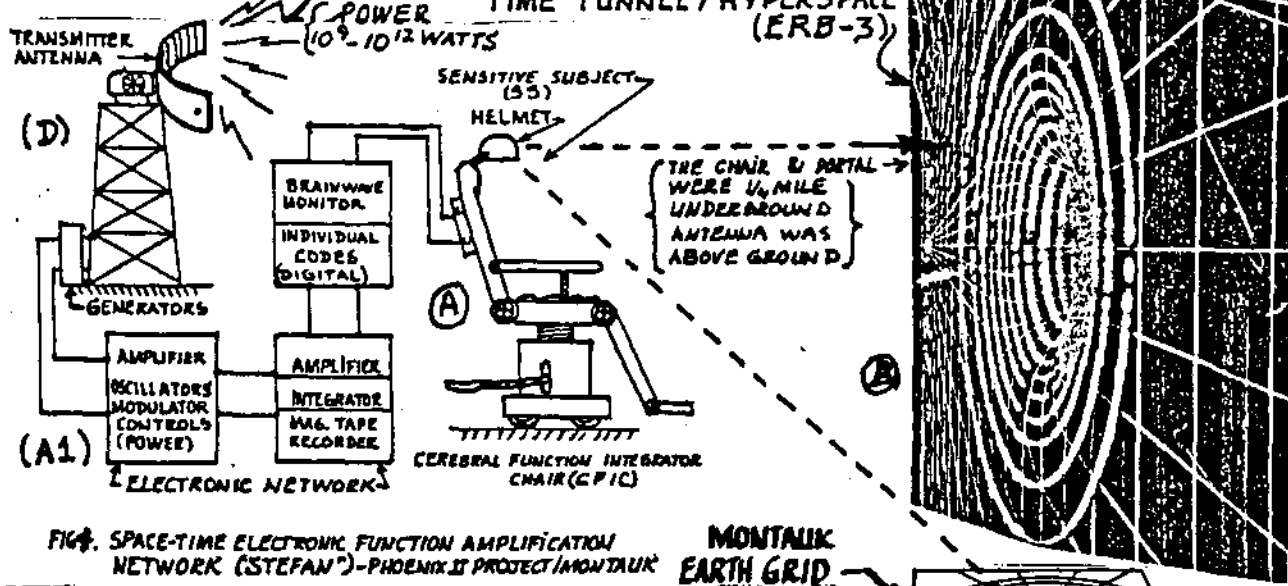 TIME TUNNEL / HYPERSPACE
(ERB-3)
POWER
10⁹-10¹² WATTS
TRANSMITTER
ANTENNA
(D)
GENERATORS
SENSITIVE SUBJECT
(SS)
HELMET
THE CHAIR & PORTAL
WERE 1/4 MILE
UNDERGROUND
ANTENNA WAS
ABOVE GROUND
BRAINWAVE
MONITOR
INDIVIDUAL
CODES
(DIGITAL)
(A)
(B)
AMPLIFIER
OSCILLATORS
MODULATOR
CONTROLS
(POWER)
AMPLIFIER
INTEGRATOR
MAG. TAPE
RECORDER
(A1)
ELECTRONIC NETWORK
CEREBRAL FUNCTION INTEGRATOR
CHAIR (CFIC)
SPACE-TIME ELECTRONIC FUNCTION AMPLIFICATION
NETWORK ("STEFAN")-PHOENIX II PROJECT/MONTAUK
MONTAUK
EARTH GRID